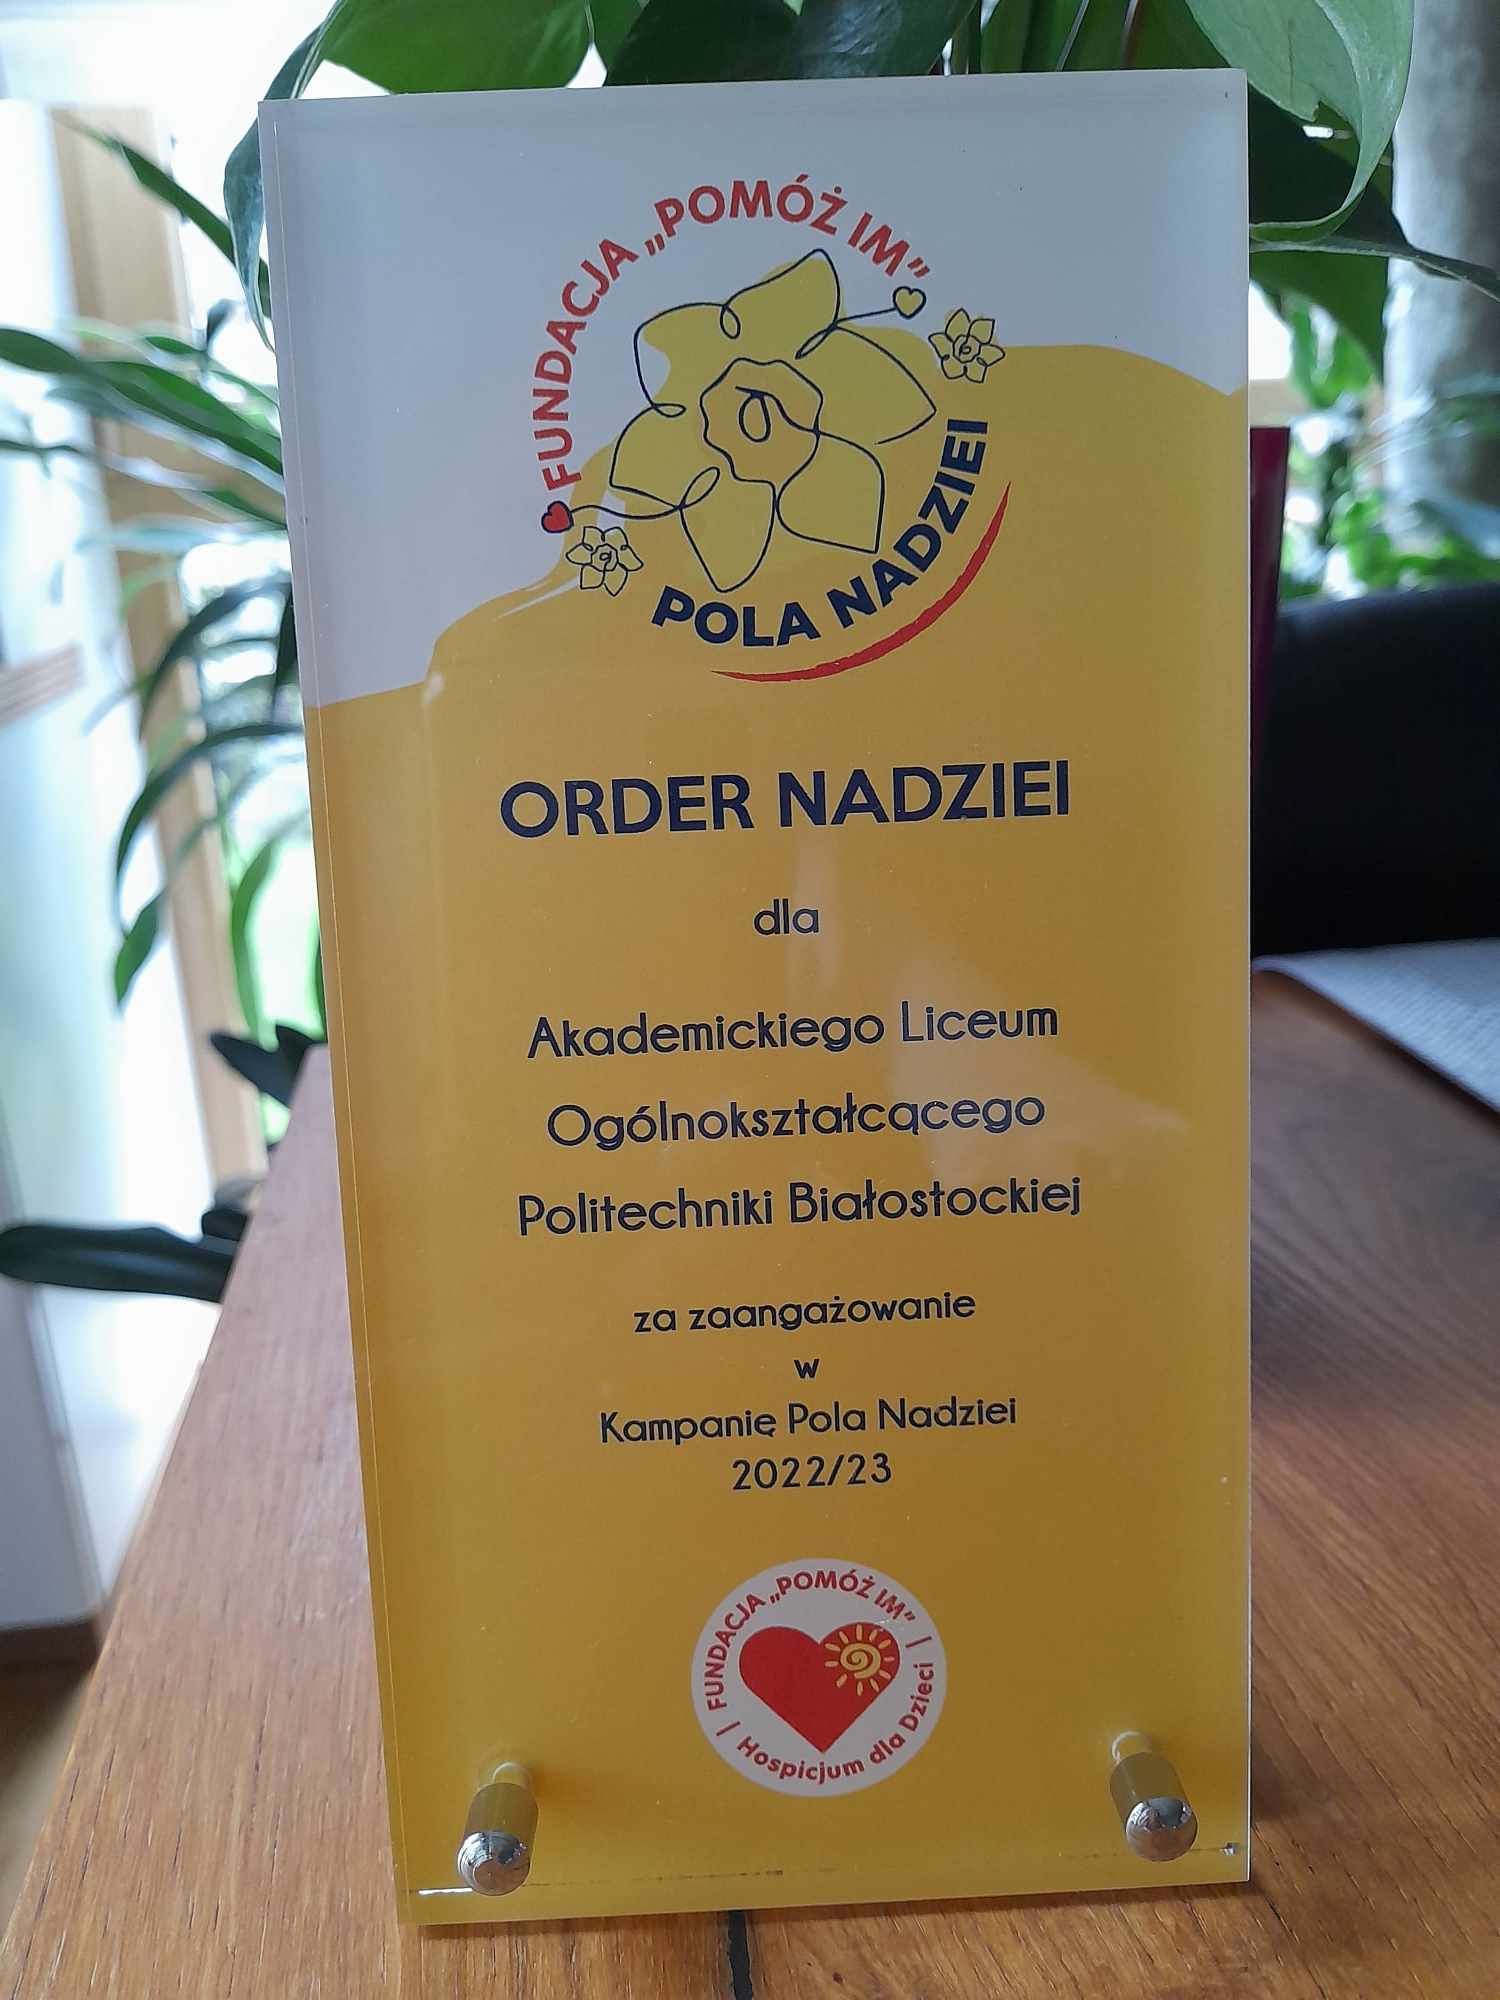 FUNDACJA „POMÓŻ IM”
POLA NADZIEI
ORDER NADZIEI
dla
Akademickiego Liceum
Ogólnokształcącego
Politechniki Białostockiej
za zaangażowanie
w
Kampanię Pola Nadziei
2022/23
| FUNDACJA „POMÓŻ IM” |
Hospicjum dla Dzieci